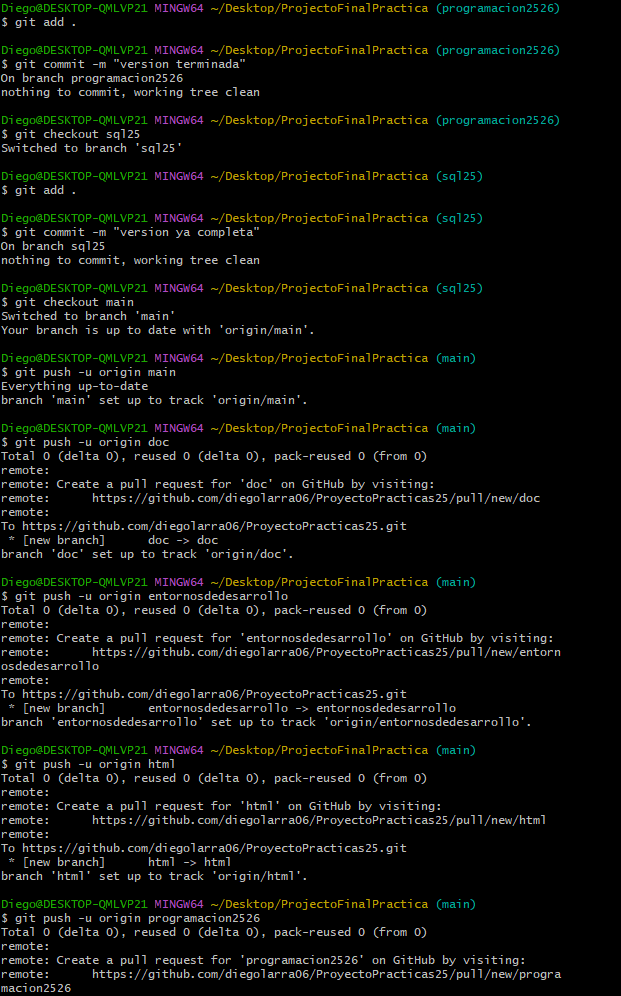 Diego@DESKTOP-QMLVP21 MINGW64 ~/Desktop/ProjectoFinalPractica (programacion2526)
$ git add .
Diego@DESKTOP-QMLVP21 MINGW64 ~/Desktop/ProjectoFinalPractica (programacion2526)
$ git commit -m "version terminada"
On branch programacion2526
nothing to commit, working tree clean
Diego@DESKTOP-QMLVP21 MINGW64 ~/Desktop/ProjectoFinalPractica (programacion2526)
$ git checkout sql25
Switched to branch 'sql25'
Diego@DESKTOP-QMLVP21 MINGW64 ~/Desktop/ProjectoFinalPractica (sql25)
$ git add .
Diego@DESKTOP-QMLVP21 MINGW64 ~/Desktop/ProjectoFinalPractica (sql25)
$ git commit -m "version ya completa"
On branch sql25
nothing to commit, working tree clean
Diego@DESKTOP-QMLVP21 MINGW64 ~/Desktop/ProjectoFinalPractica (sql25)
$ git checkout main
Switched to branch 'main'
Your branch is up to date with 'origin/main'.
Diego@DESKTOP-QMLVP21 MINGW64 ~/Desktop/ProjectoFinalPractica (main)
$ git push -u origin main
Everything up-to-date
branch 'main' set up to track 'origin/main'.
Diego@DESKTOP-QMLVP21 MINGW64 ~/Desktop/ProjectoFinalPractica (main)
$ git push -u origin doc
Total 0 (delta 0), reused 0 (delta 0), pack-reused 0 (from 0)
remote:
remote: Create a pull request for 'doc' on GitHub by visiting:
remote:      https://github.com/diegolarra06/ProyectoPracticas25/pull/new/doc
remote:
To https://github.com/diegolarra06/ProyectoPracticas25.git
 * [new branch]      doc -> doc
branch 'doc' set up to track 'origin/doc'.
Diego@DESKTOP-QMLVP21 MINGW64 ~/Desktop/ProjectoFinalPractica (main)
$ git push -u origin entornosdedesarrollo
Total 0 (delta 0), reused 0 (delta 0), pack-reused 0 (from 0)
remote:
remote: Create a pull request for 'entornosdedesarrollo' on GitHub by visiting:
remote:      https://github.com/diegolarra06/ProyectoPracticas25/pull/new/entorn
osdedesarrollo
remote:
To https://github.com/diegolarra06/ProyectoPracticas25.git
 * [new branch]      entornosdedesarrollo -> entornosdedesarrollo
branch 'entornosdedesarrollo' set up to track 'origin/entornosdedesarrollo'.
Diego@DESKTOP-QMLVP21 MINGW64 ~/Desktop/ProjectoFinalPractica (main)
$ git push -u origin html
Total 0 (delta 0), reused 0 (delta 0), pack-reused 0 (from 0)
remote:
remote: Create a pull request for 'html' on GitHub by visiting:
remote:      https://github.com/diegolarra06/ProyectoPracticas25/pull/new/html
remote:
To https://github.com/diegolarra06/ProyectoPracticas25.git
 * [new branch]      html -> html
branch 'html' set up to track 'origin/html'.
Diego@DESKTOP-QMLVP21 MINGW64 ~/Desktop/ProjectoFinalPractica (main)
$ git push -u origin programacion2526
Total 0 (delta 0), reused 0 (delta 0), pack-reused 0 (from 0)
remote:
remote: Create a pull request for 'programacion2526' on GitHub by visiting:
remote:      https://github.com/diegolarra06/ProyectoPracticas25/pull/new/progra
macion2526